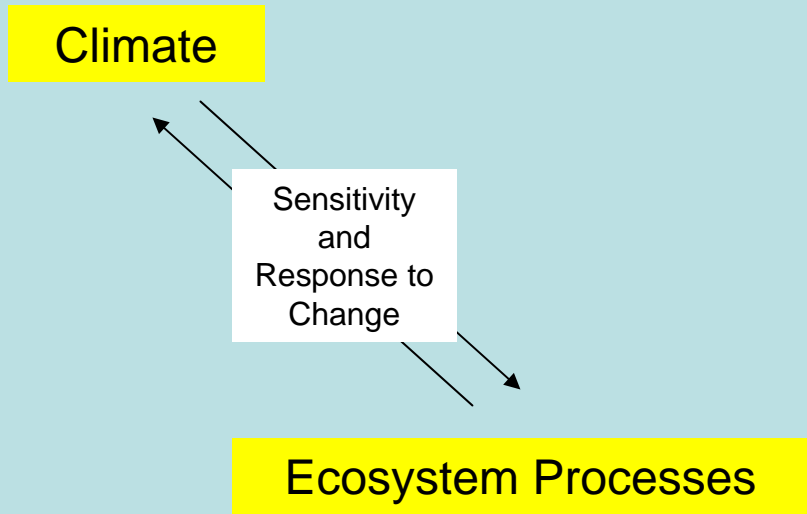 Climate
Sensitivity
and
Response to
Change
Ecosystem Processes